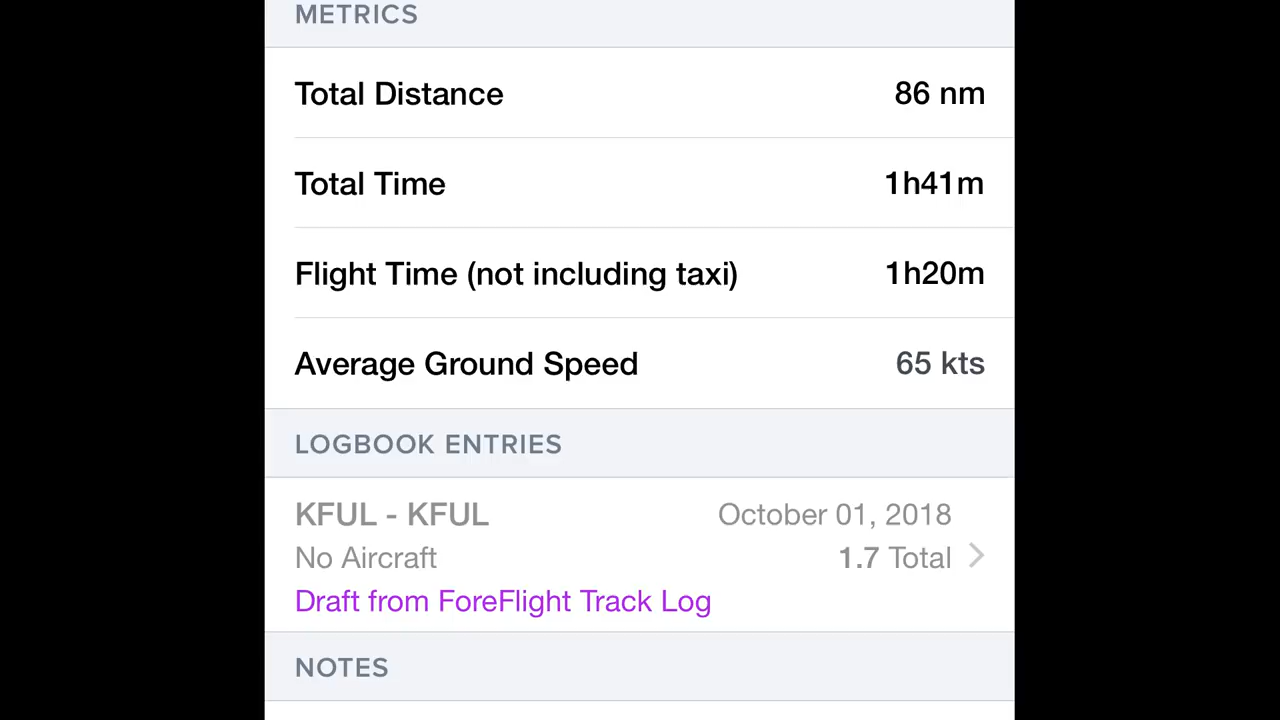 METRICS
Total Distance 86 nm
Total Time 1h41m
Flight Time (not including taxi) 1h20m
Average Ground Speed 65 kts
LOGBOOK ENTRIES
KFUL - KFUL October 01, 2018
No Aircraft 1.7 Total
Draft from ForeFlight Track Log
NOTES